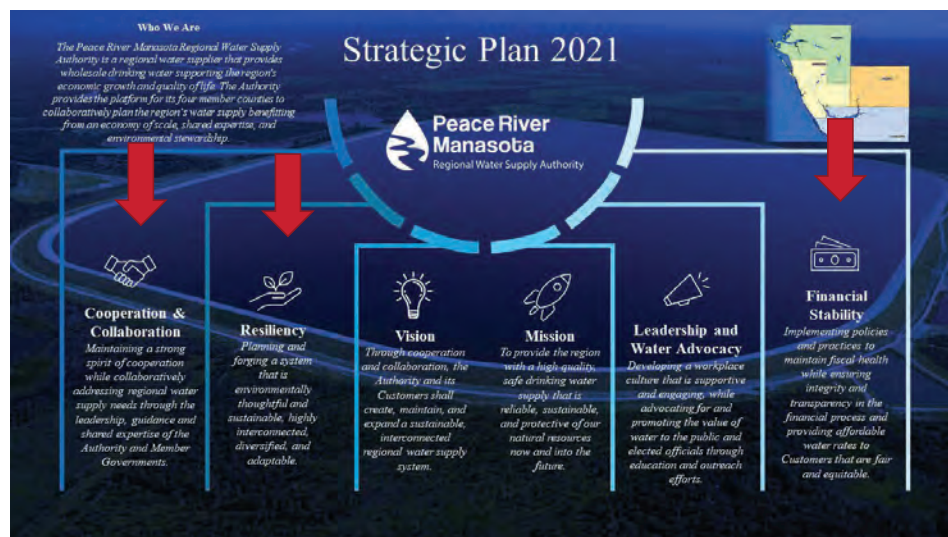 Who We Are
The Peace River Manasota Regional Water Supply
Authority is a regional water supplier that provides
wholesale drinking water supporting the region's
economic growth and quality of life. The Authority
provides the platform for its four member counties to
collaboratively plan the region's water supply benefitting
from an economy of scale, shared expertise, and
environmental stewardship.
Strategic Plan 2021
Peace River
Manasota
Regional Water Supply Authority
Cooperation &
Collaboration
Maintaining a strong
spirit of cooperation
while collaboratively
addressing regional water
supply needs through the
leadership, guidance and
shared expertise of the
Authority and Member
Governments.
Resiliency
Planning and
forging a system
that is
environmentally
thoughtful and
sustainable, highly
interconnected,
diversified, and
adaptable.
Vision
Through cooperation
and collaboration, the
Authority and its
Customers shall
create, maintain, and
expand a sustainable,
interconnected
regional water supply
system.
Mission
To provide the region
with a high quality,
safe drinking water
supply that is
reliable, sustainable,
and protective of our
natural resources
now and into the
future.
Leadership and
Water Advocacy
Developing a workplace
culture that is supportive
and engaging, while
advocating for and
promoting the value of
water to the public and
elected officials through
education and outreach
efforts.
Financial
Stability
Implementing policies
and practices to
maintain fiscal health
while ensuring
integrity and
transparency in the
financial process and
providing affordable
water rates to
Customers that are fair
and equitable.